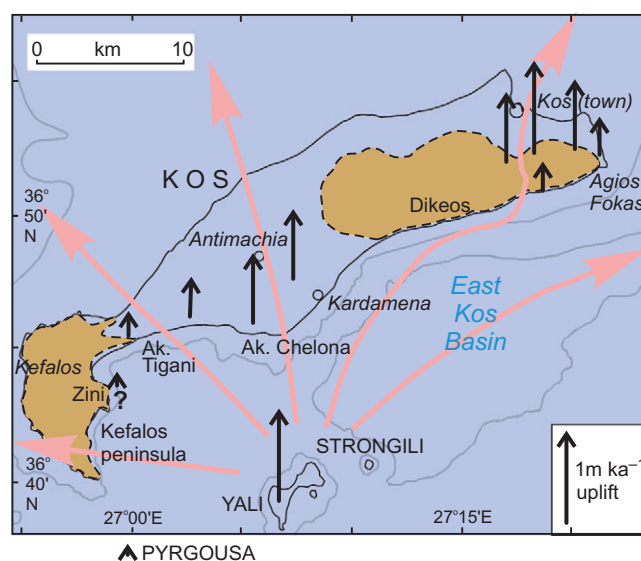 0 km 10
Kos (town)
K O S
36°
50'
N
Dikeos
Agios
Fokas
Antimachia
Kardamena
East
Kos
Basin
Kefalos
Ak.
Tigani
Ak. Chelona
Zini
?
Kefalos
peninsula
STRONGILI
1m ka⁻¹
uplift
36°
40'
N
YALI
27°00'E
27°15'E
PYRGOUSA